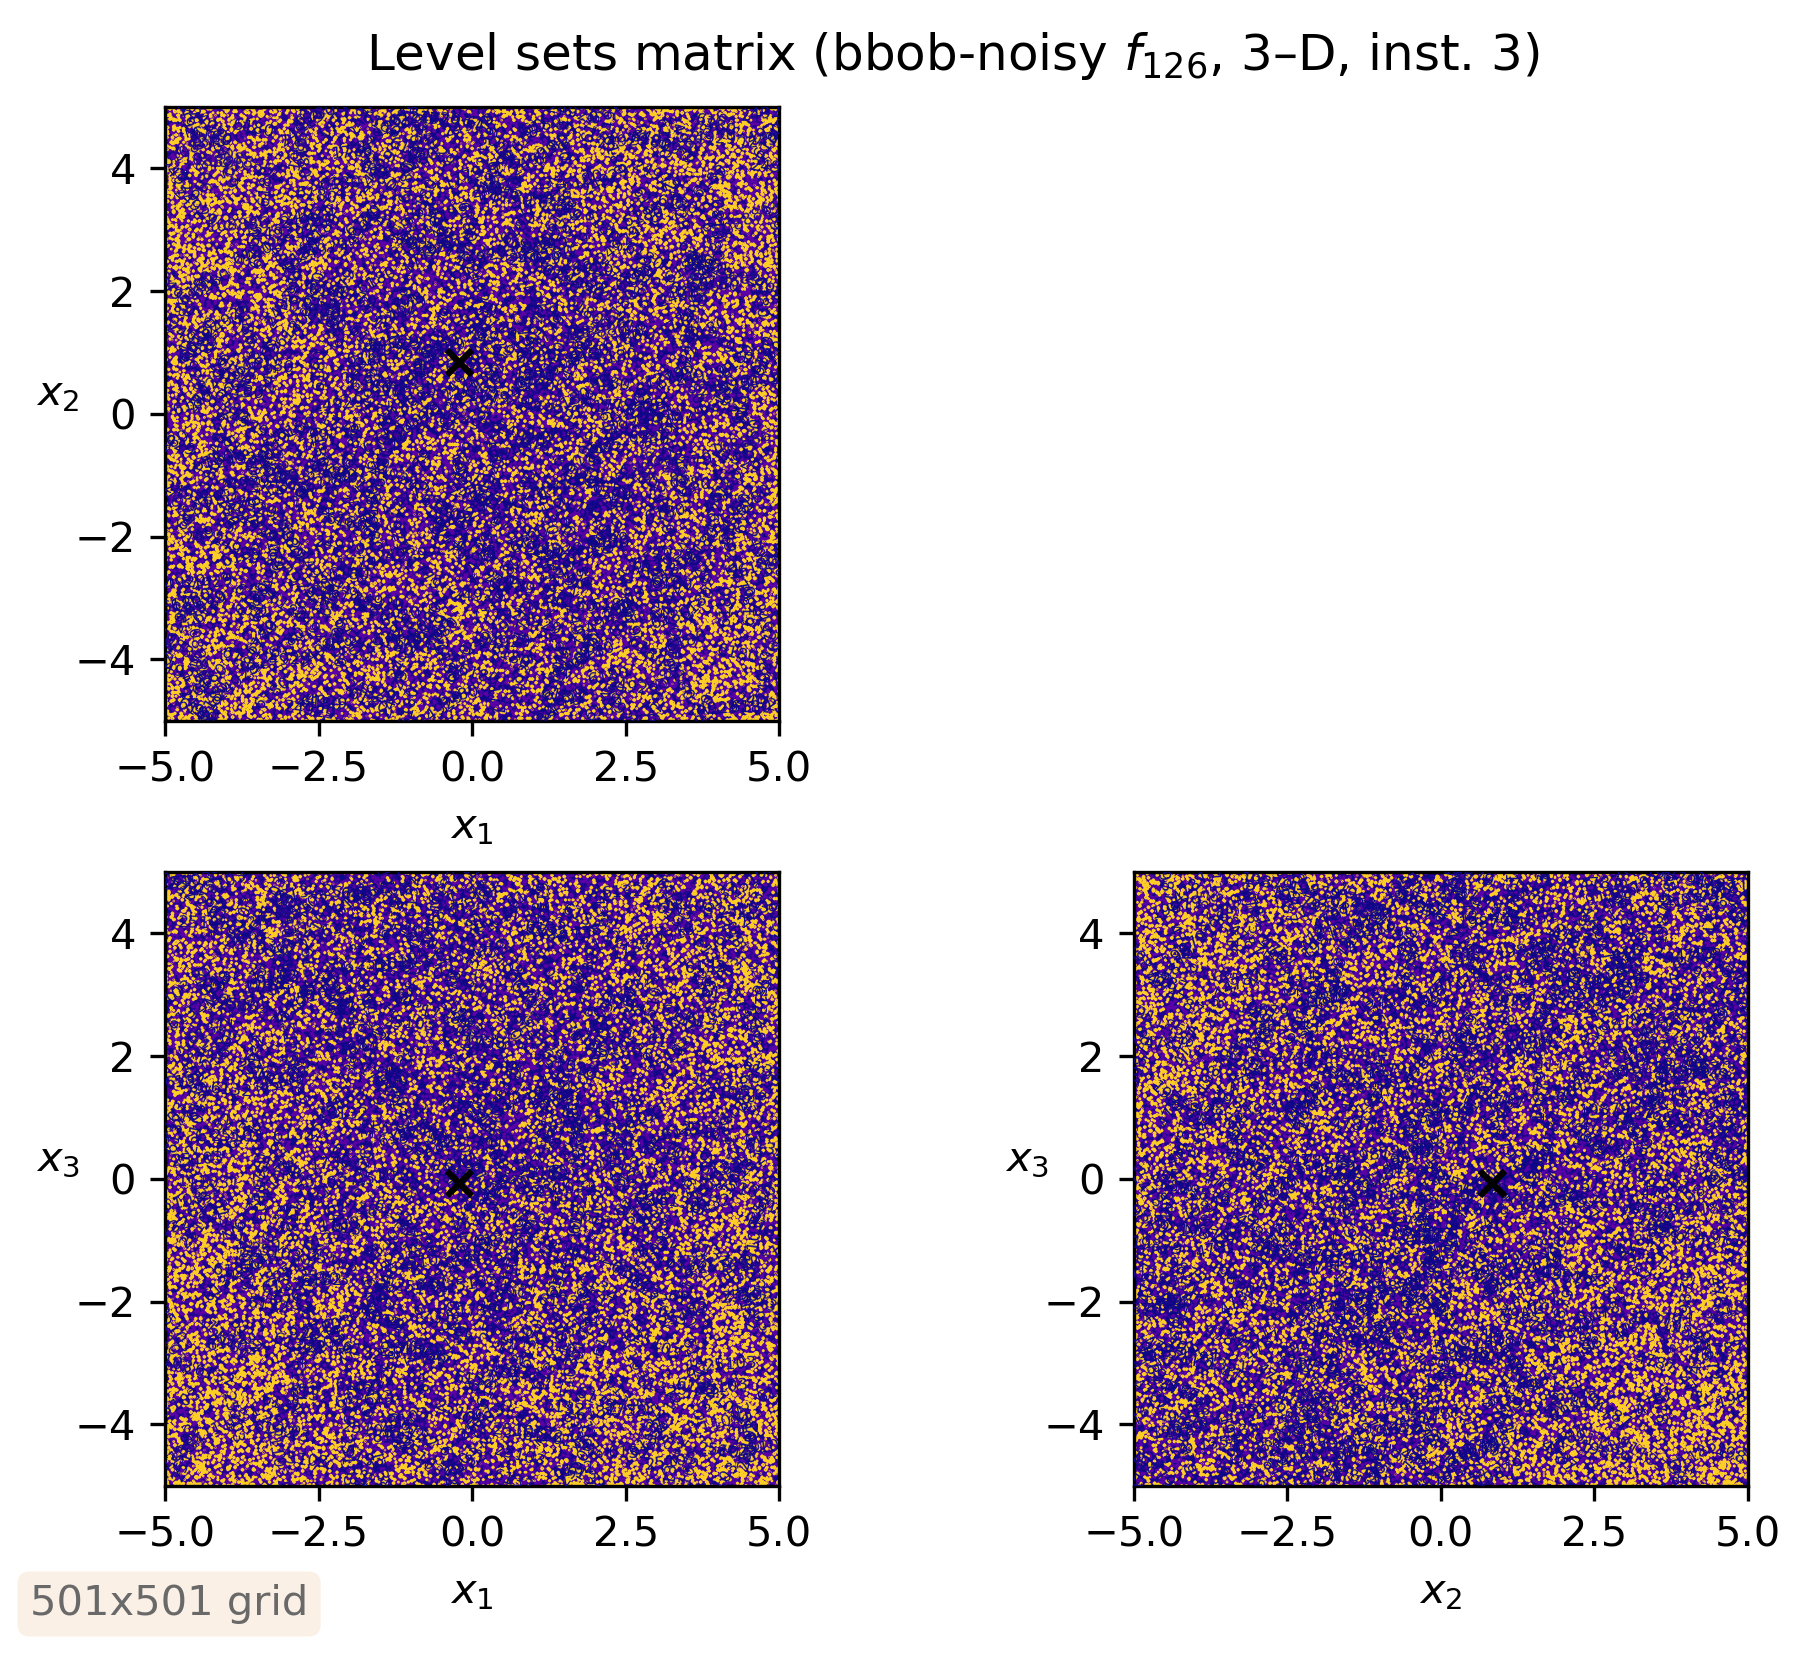 Level sets matrix (bbob-noisy f₁₂₆, 3–D, inst. 3)
4
2
x₂ 0
−2
−4
−5.0 −2.5 0.0 2.5 5.0
x₁
4
2
x₃ 0
−2
−4
−5.0 −2.5 0.0 2.5 5.0
x₁
4
2
x₃ 0
−2
−4
−5.0 −2.5 0.0 2.5 5.0
x₂
501x501 grid